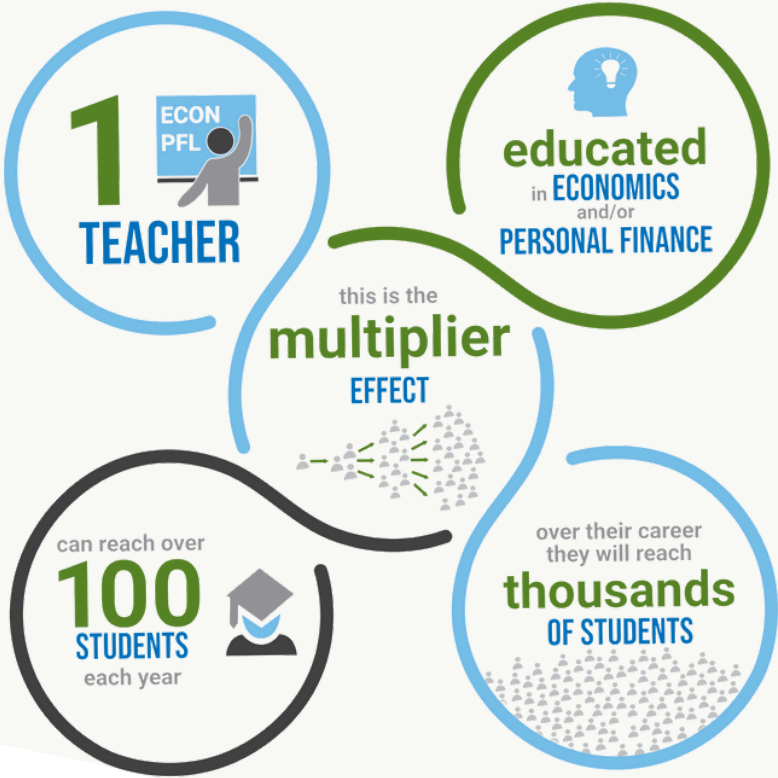 1
ECON
PFL
TEACHER
educated
in ECONOMICS
and/or
PERSONAL FINANCE
this is the
multiplier
EFFECT
can reach over
100
STUDENTS
each year
over their career
they will reach
thousands
OF STUDENTS